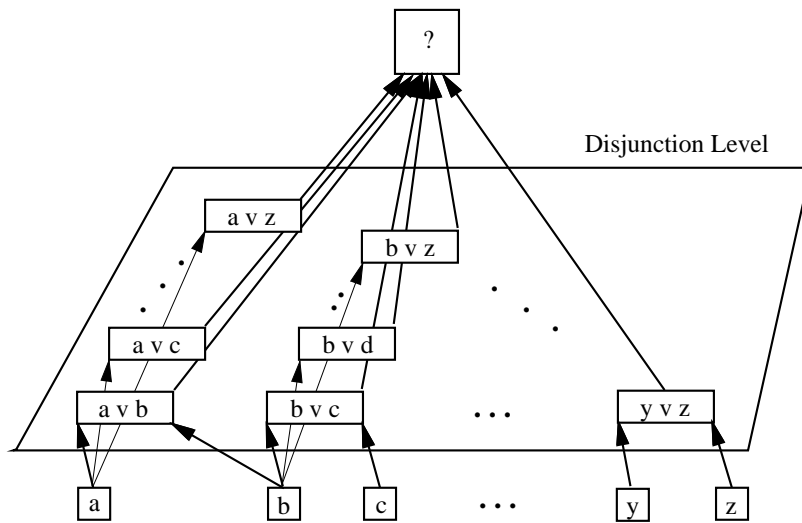 ?
Disjunction Level
a v z
b v z
a v c
b v d
a v b
b v c
...
y v z
a
b
c
...
y
z